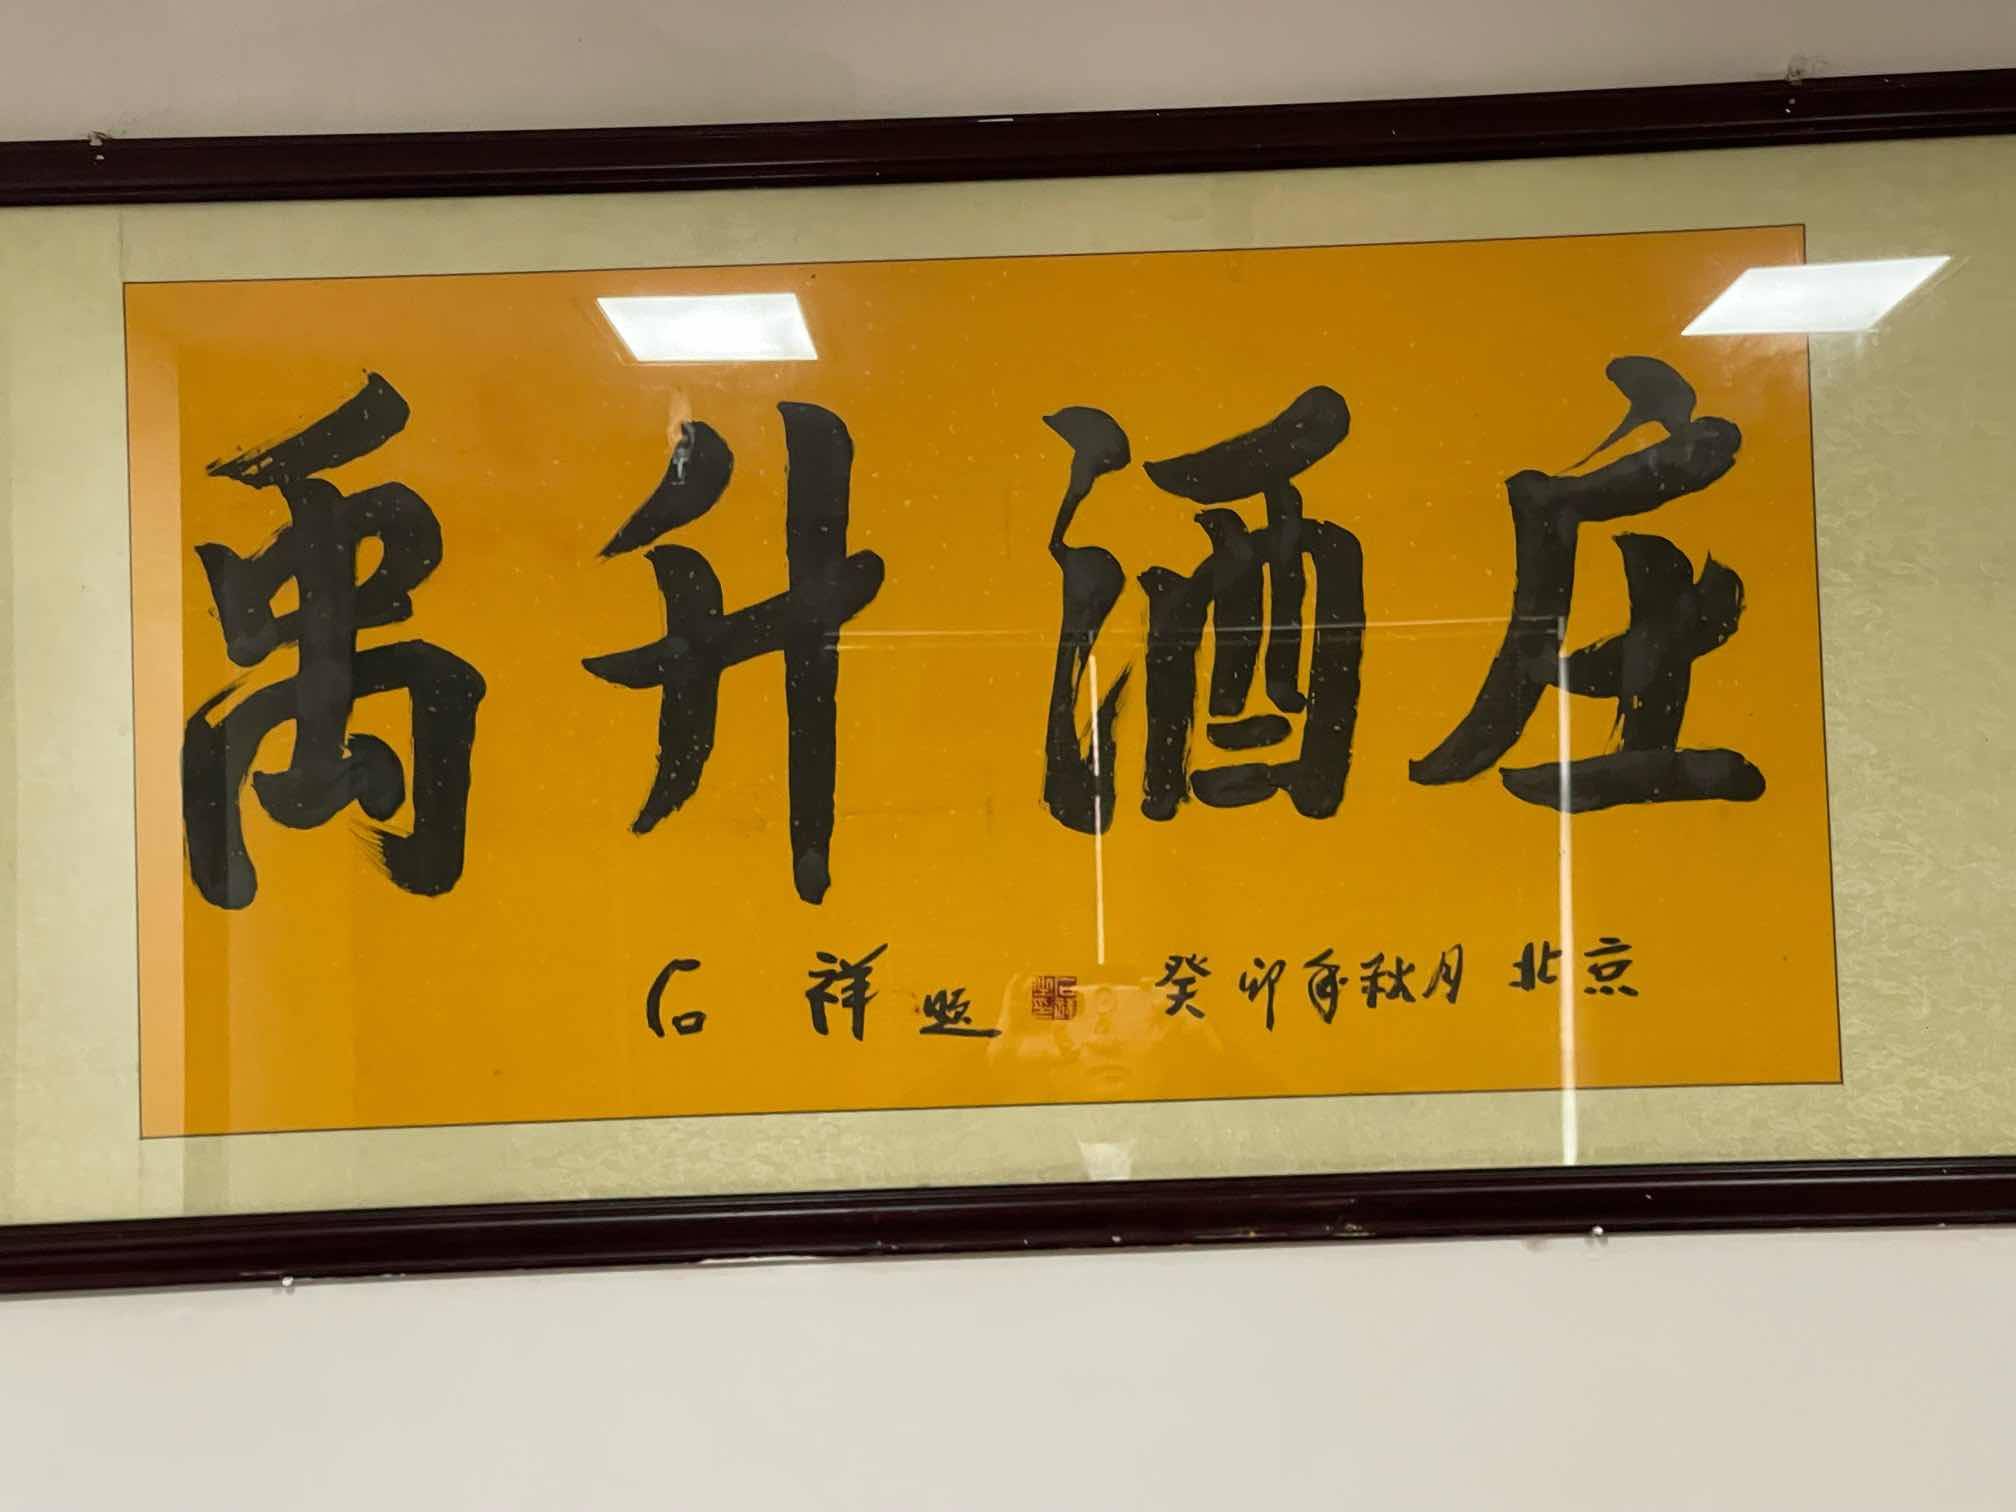 禹升酒庄
石祥题 癸卯年秋月 北京